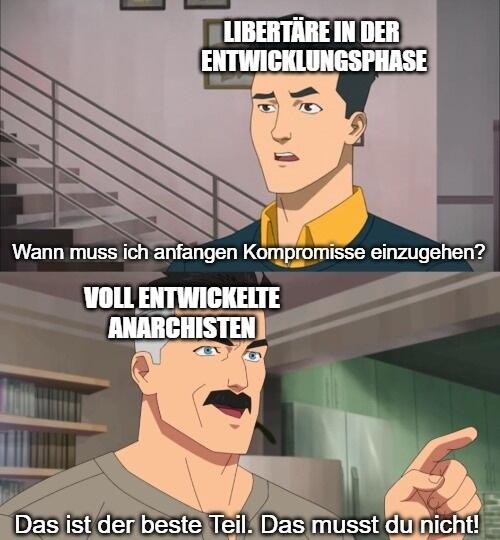 LIBERTÄRE IN DER
ENTWICKLUNGSPHASE
Wann muss ich anfangen Kompromisse einzugehen?
VOLL ENTWICKELTE
ANARCHISTEN
Das ist der beste Teil. Das musst du nicht!